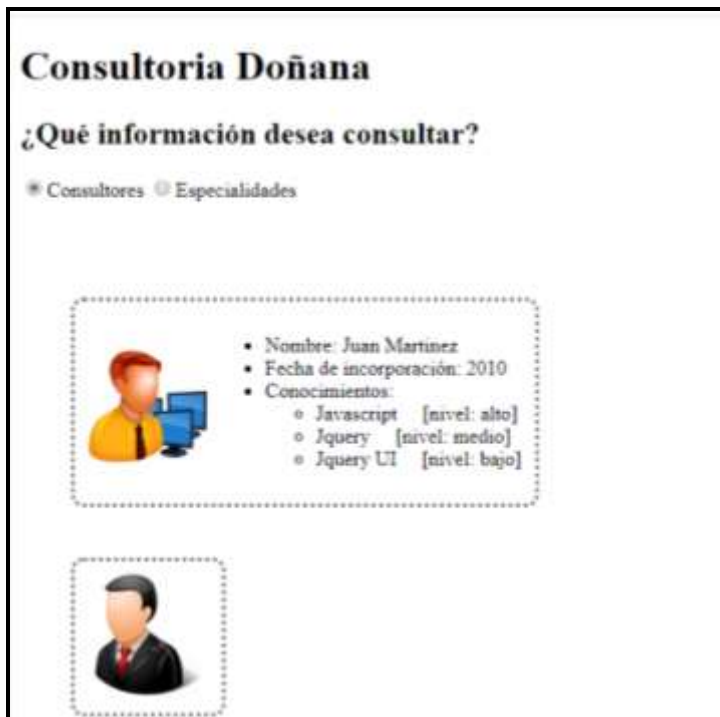 Consultoria Doñana
¿Qué información desea consultar?
Consultores Especialidades
Nombre: Juan Martinez
Fecha de incorporación: 2010
Conocimientos:
Javascript [nivel: alto]
Jquery [nivel: medio]
Jquery UI [nivel: bajo]